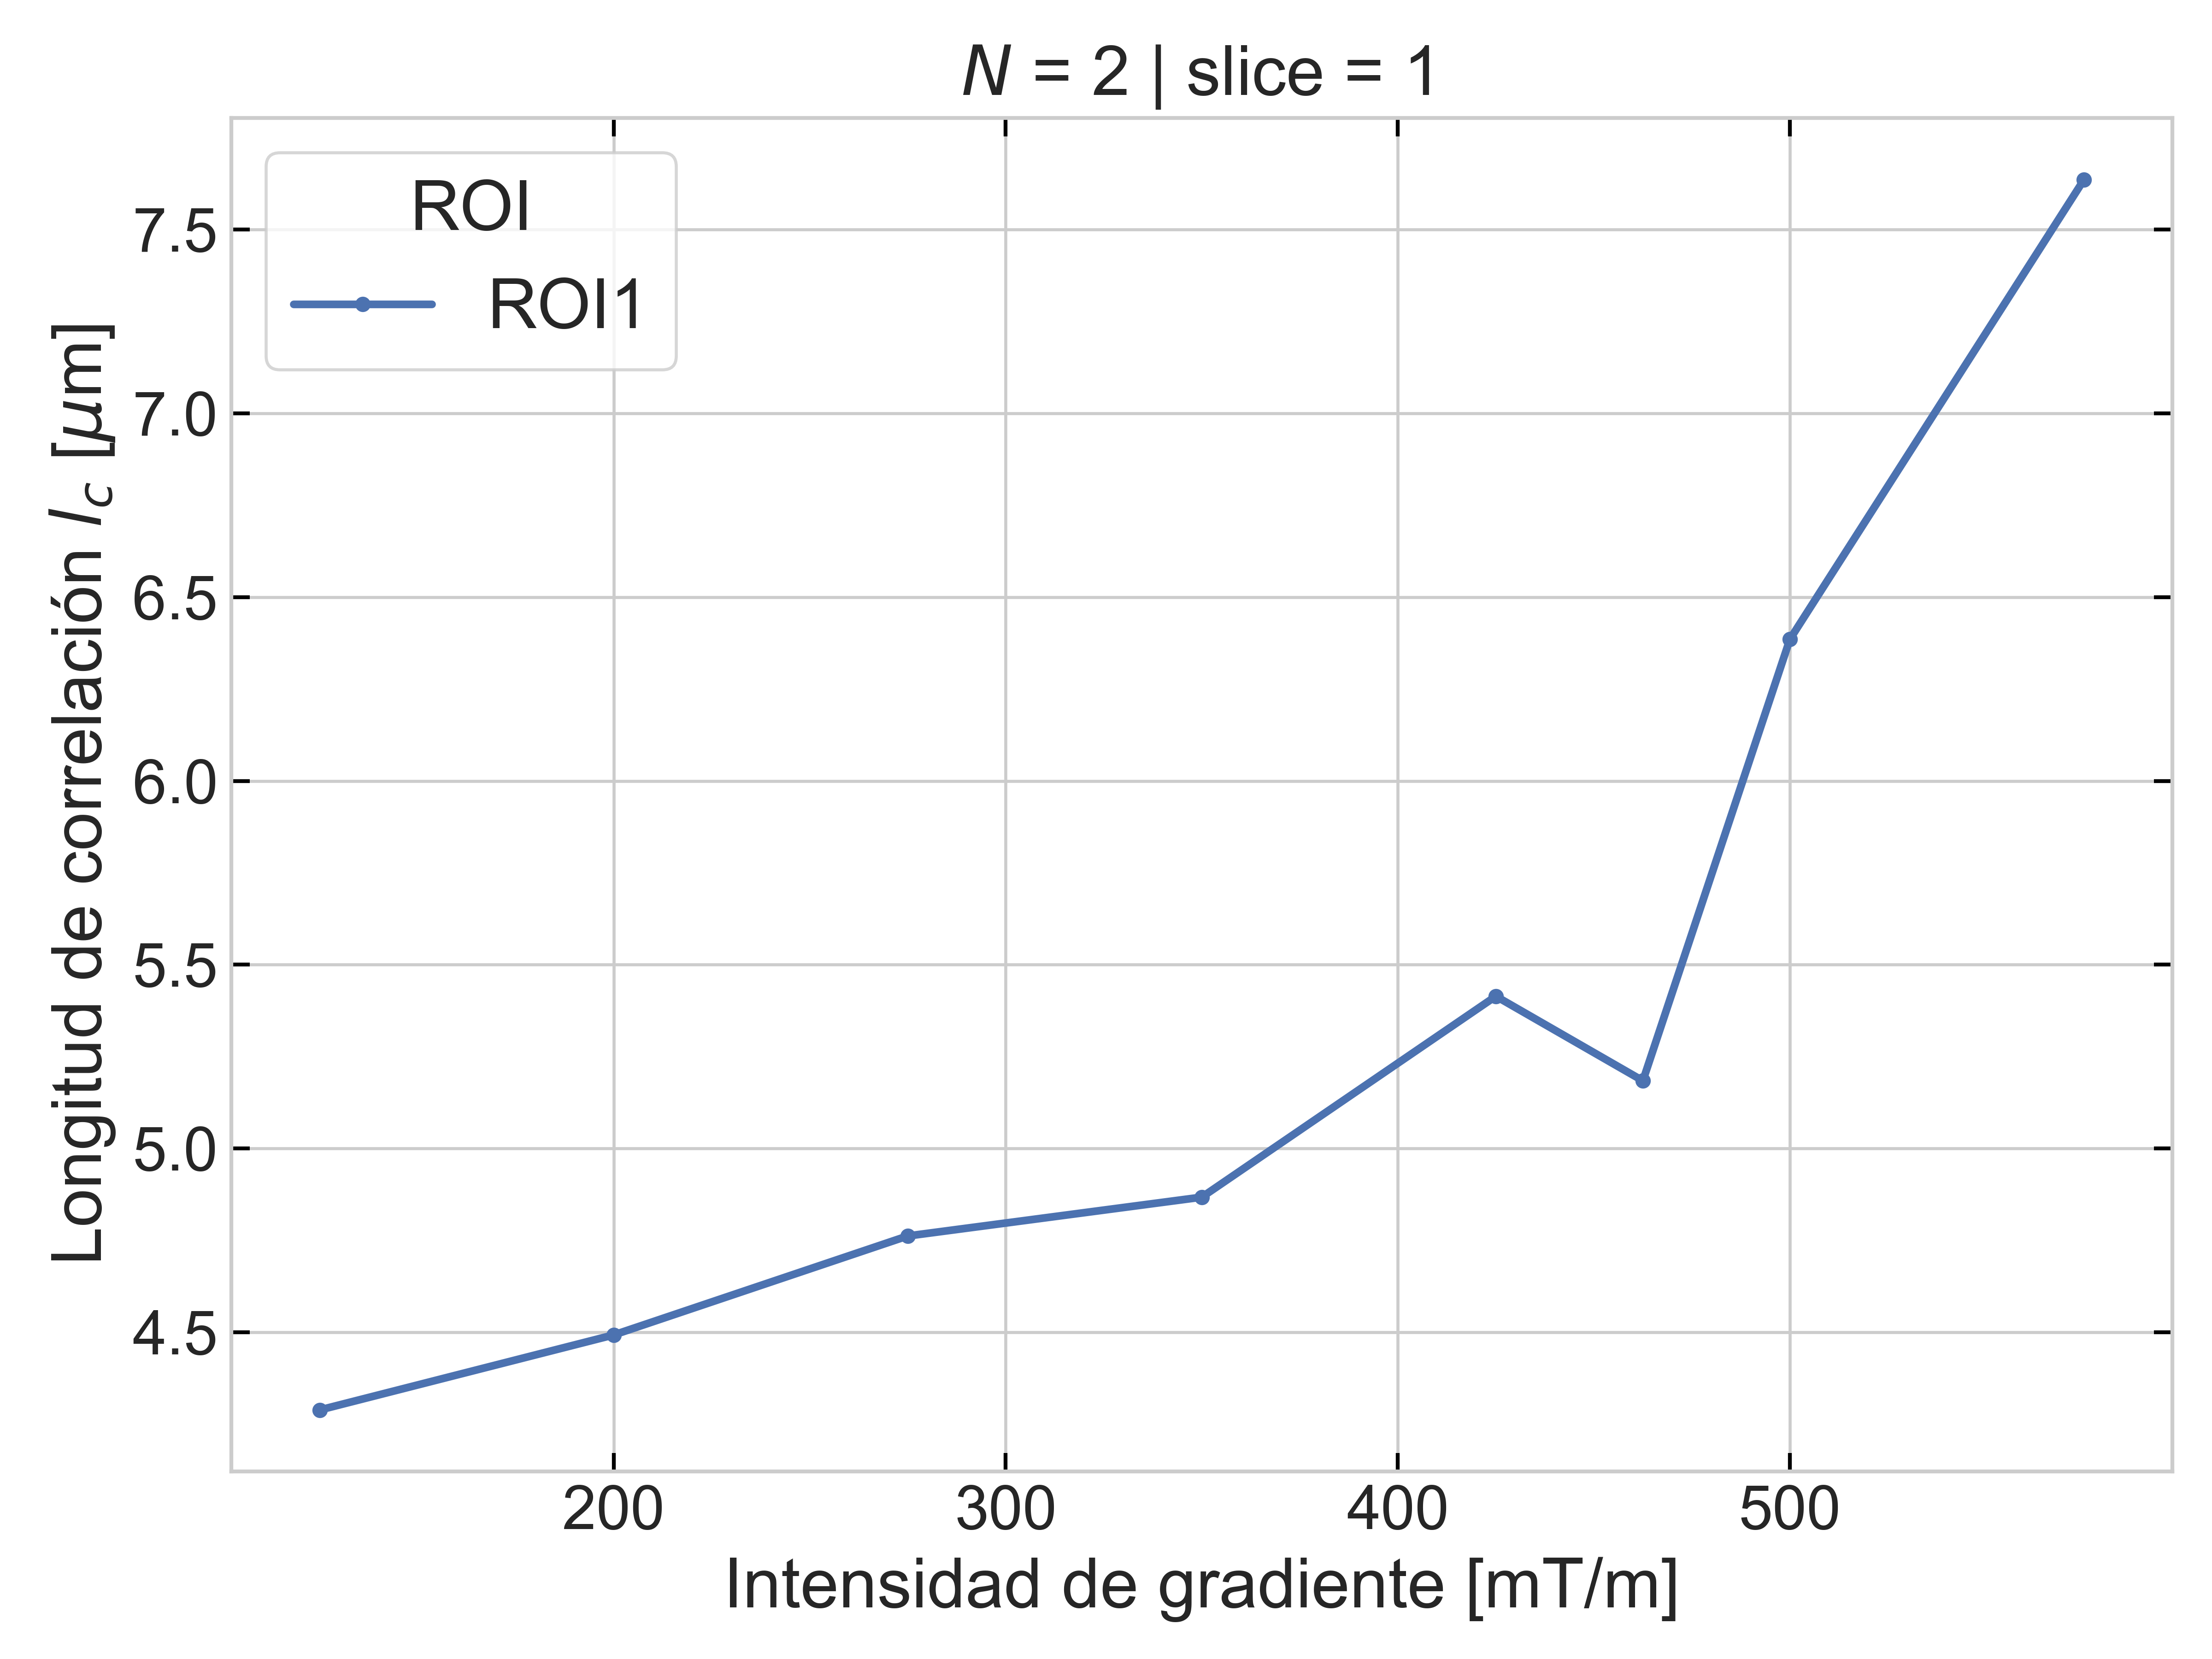 N = 2 | slice = 1
ROI
ROI1
Longitud de correlación l_c [μm]
7.5
7.0
6.5
6.0
5.5
5.0
4.5
200 300 400 500
Intensidad de gradiente [mT/m]